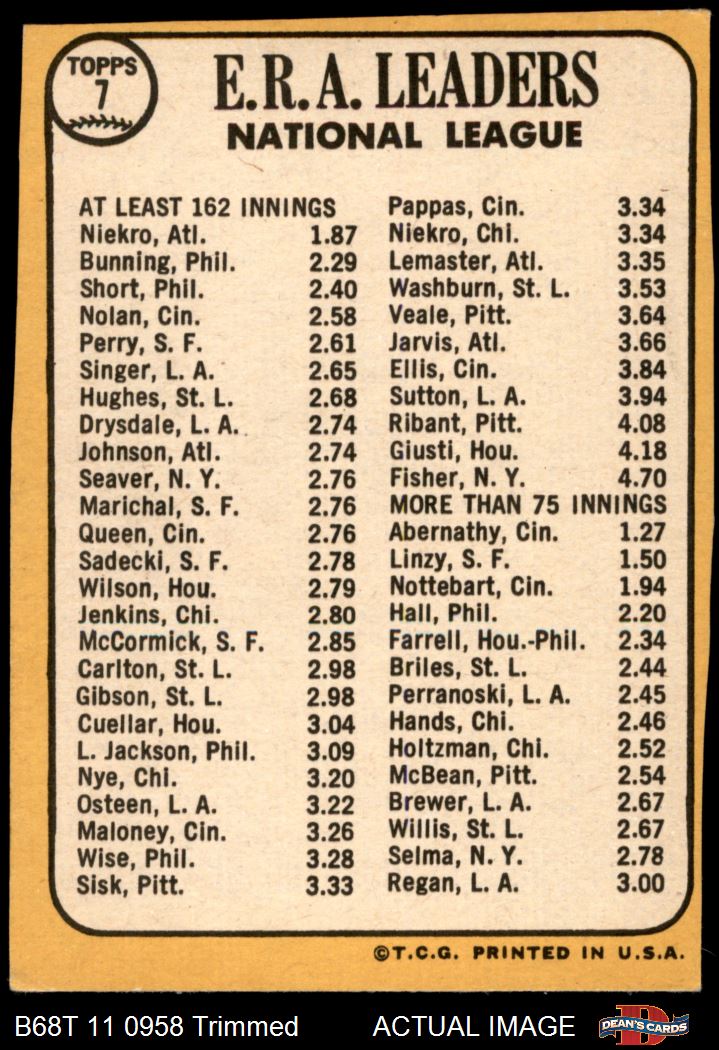 TOPPS
7
E.R.A. LEADERS
NATIONAL LEAGUE
AT LEAST 162 INNINGS
Niekro, Atl. 1.87
Bunning, Phil. 2.29
Short, Phil. 2.40
Nolan, Cin. 2.58
Perry, S. F. 2.61
Singer, L. A. 2.65
Hughes, St. L. 2.68
Drysdale, L. A. 2.74
Johnson, Atl. 2.74
Seaver, N. Y. 2.76
Marichal, S. F. 2.76
Queen, Cin. 2.76
Sadecki, S. F. 2.78
Wilson, Hou. 2.79
Jenkins, Chi. 2.80
McCormick, S. F. 2.85
Carlton, St. L. 2.98
Gibson, St. L. 2.98
Cuellar, Hou. 3.04
L. Jackson, Phil. 3.09
Nye, Chi. 3.20
Osteen, L. A. 3.22
Maloney, Cin. 3.26
Wise, Phil. 3.28
Sisk, Pitt. 3.33
Pappas, Cin. 3.34
Niekro, Chi. 3.34
Lemaster, Atl. 3.35
Washburn, St. L. 3.53
Veale, Pitt. 3.64
Jarvis, Atl. 3.66
Ellis, Cin. 3.84
Sutton, L. A. 3.94
Ribant, Pitt. 4.08
Giusti, Hou. 4.18
Fisher, N. Y. 4.70
MORE THAN 75 INNINGS
Abernathy, Cin. 1.27
Linzy, S. F. 1.50
Nottebart, Cin. 1.94
Hall, Phil. 2.20
Farrell, Hou.-Phil. 2.34
Briles, St. L. 2.44
Perranoski, L. A. 2.45
Hands, Chi. 2.46
Holtzman, Chi. 2.52
McBean, Pitt. 2.54
Brewer, L. A. 2.67
Willis, St. L. 2.67
Selma, N. Y. 2.78
Regan, L. A. 3.00
©T.C.G. PRINTED IN U.S.A.
B68T 11 0958 Trimmed ACTUAL IMAGE
DEAN'S CARDS